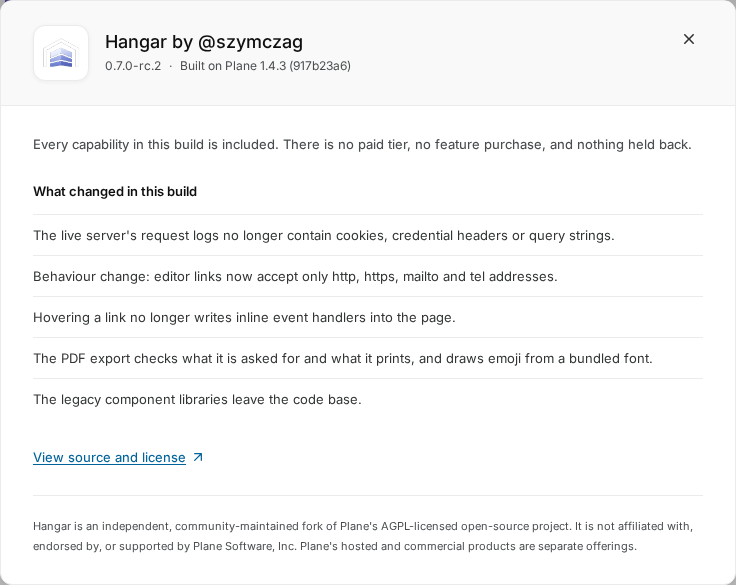 Hangar by @szymczag
0.7.0-rc.2 · Built on Plane 1.4.3 (917b23a6)
Every capability in this build is included. There is no paid tier, no feature purchase, and nothing held back.
What changed in this build
The live server's request logs no longer contain cookies, credential headers or query strings.
Behaviour change: editor links now accept only http, https, mailto and tel addresses.
Hovering a link no longer writes inline event handlers into the page.
The PDF export checks what it is asked for and what it prints, and draws emoji from a bundled font.
The legacy component libraries leave the code base.
View source and license
Hangar is an independent, community-maintained fork of Plane's AGPL-licensed open-source project. It is not affiliated with,
endorsed by, or supported by Plane Software, Inc. Plane's hosted and commercial products are separate offerings.